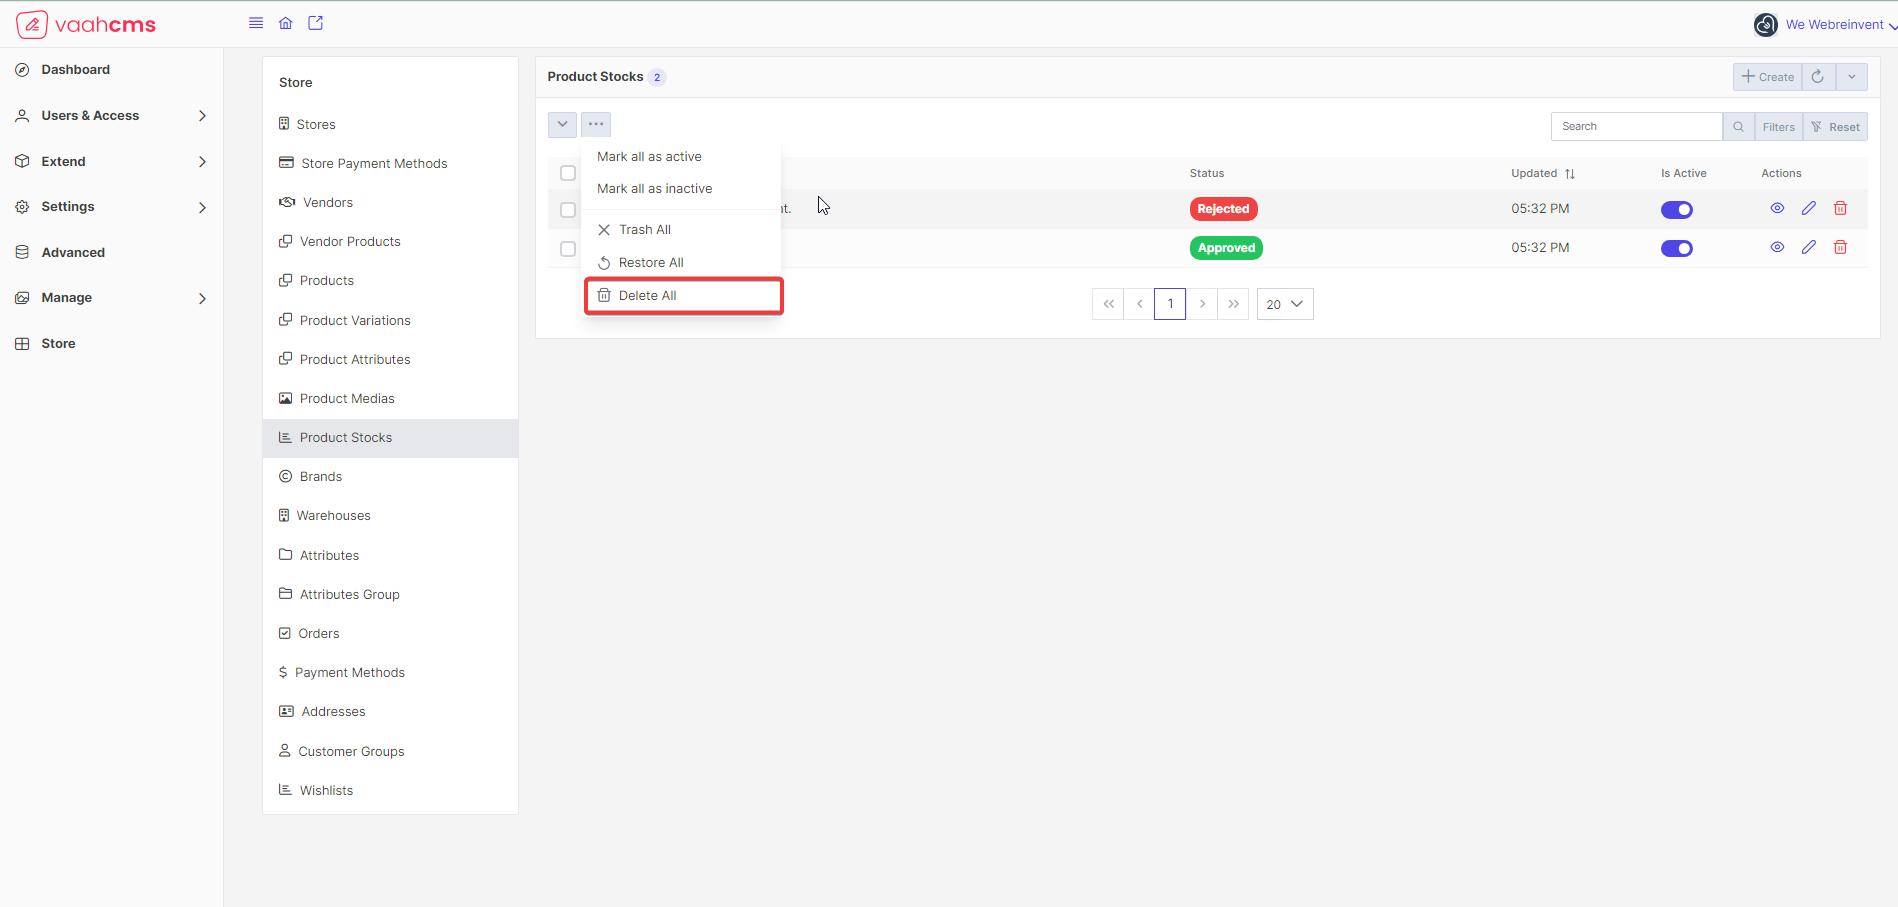 vaahcms
We Webreinvent
Dashboard
Users & Access
Extend
Settings
Advanced
Manage
Store
Store
Stores
Store Payment Methods
Vendors
Vendor Products
Products
Product Variations
Product Attributes
Product Medias
Product Stocks
Brands
Warehouses
Attributes
Attributes Group
Orders
Payment Methods
Addresses
Customer Groups
Wishlists
Product Stocks 2
Create
Search Filters Reset
Mark all as active
Mark all as inactive
Trash All
Restore All
Delete All
Status Updated Is Active Actions
t. Rejected 05:32 PM
Approved 05:32 PM
1 20